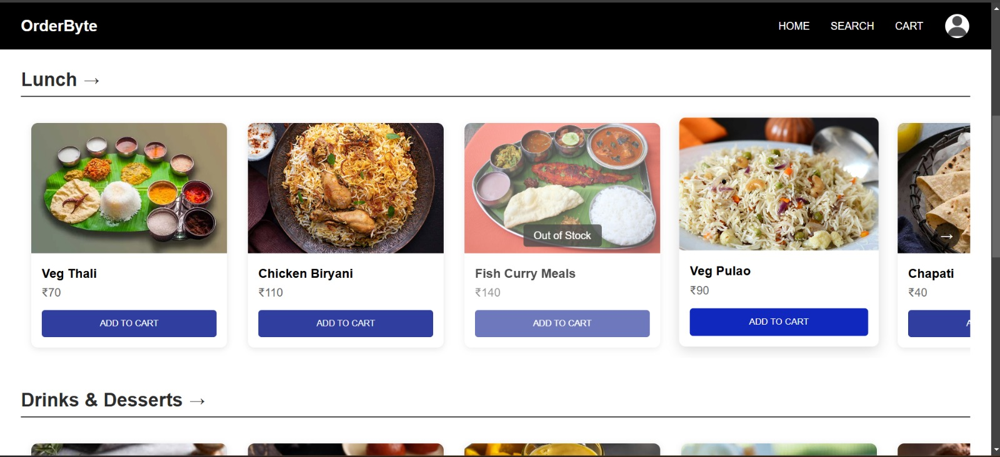 OrderByte
HOME SEARCH CART
Lunch →
Out of Stock
→
Veg Thali
₹70
ADD TO CART
Chicken Biryani
₹110
ADD TO CART
Fish Curry Meals
₹140
ADD TO CART
Veg Pulao
₹90
ADD TO CART
Chapati
₹40
A
Drinks & Desserts →